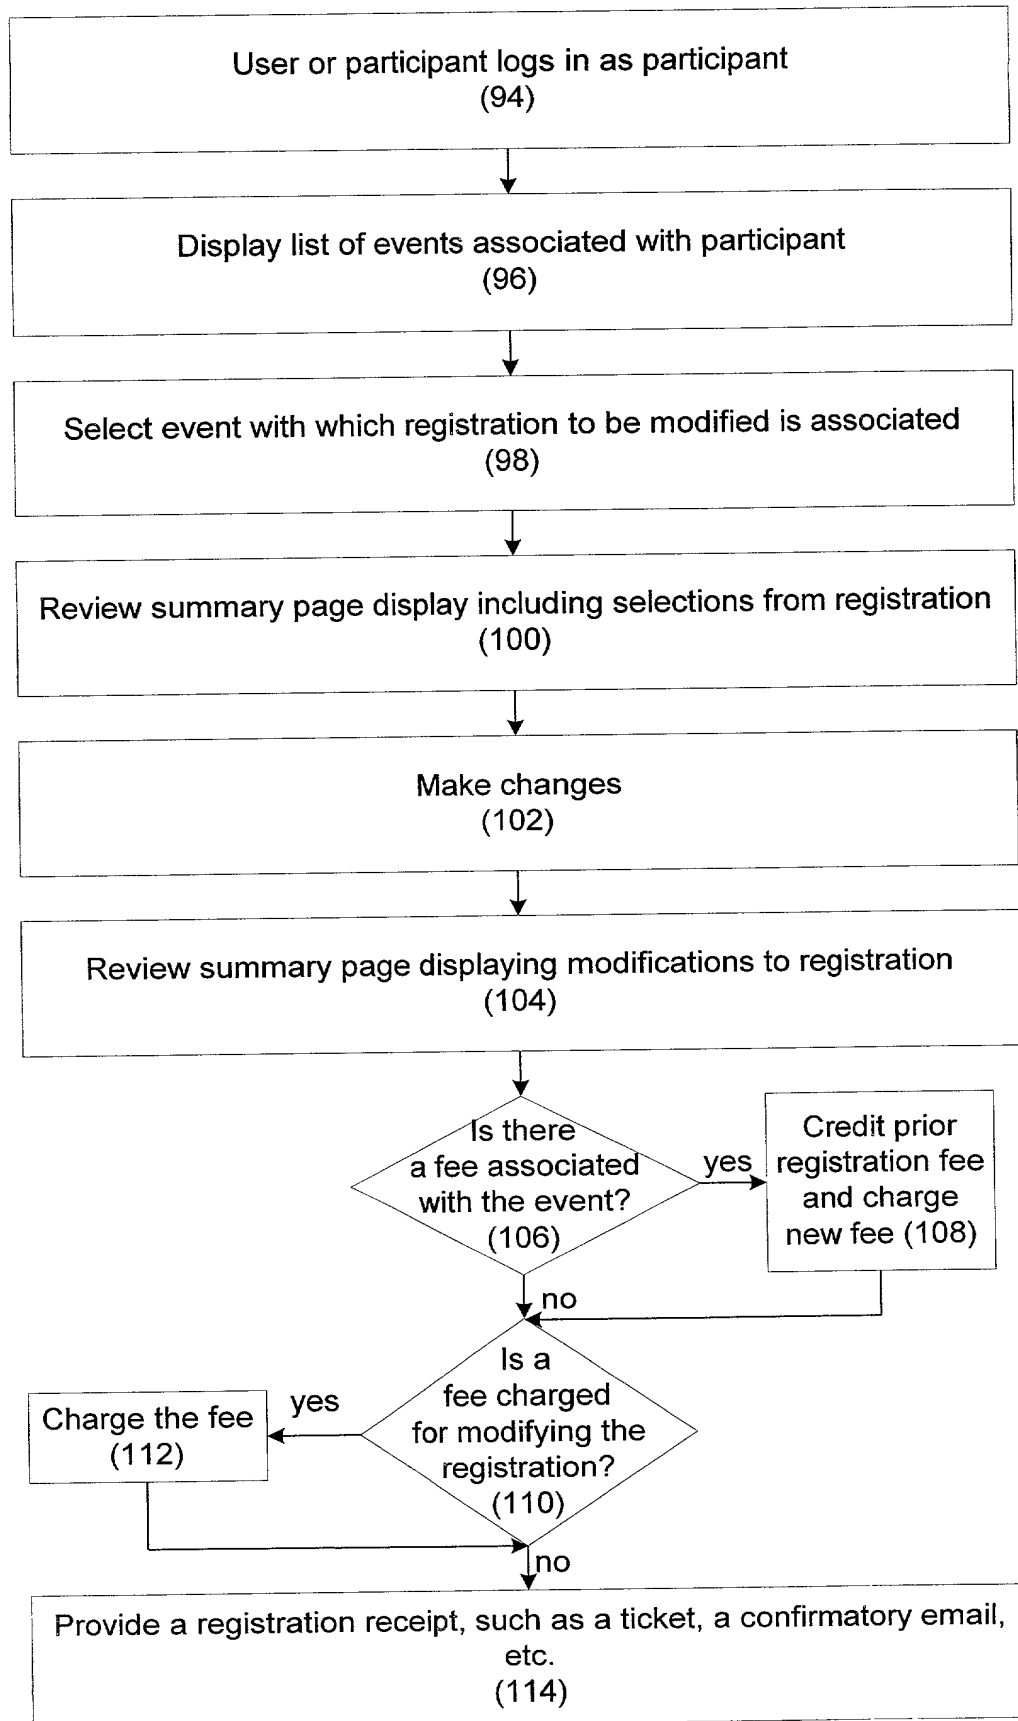 User or participant logs in as participant
(94)
Display list of events associated with participant
(96)
Select event with which registration to be modified is associated
(98)
Review summary page display including selections from registration
(100)
Make changes
(102)
Review summary page displaying modifications to registration
(104)
Is there
a fee associated
with the event?
(106)
yes
Credit prior
registration fee
and charge
new fee (108)
no
Is a
fee charged
for modifying the
registration?
(110)
yes
Charge the fee
(112)
no
Provide a registration receipt, such as a ticket, a confirmatory email,
etc.
(114)